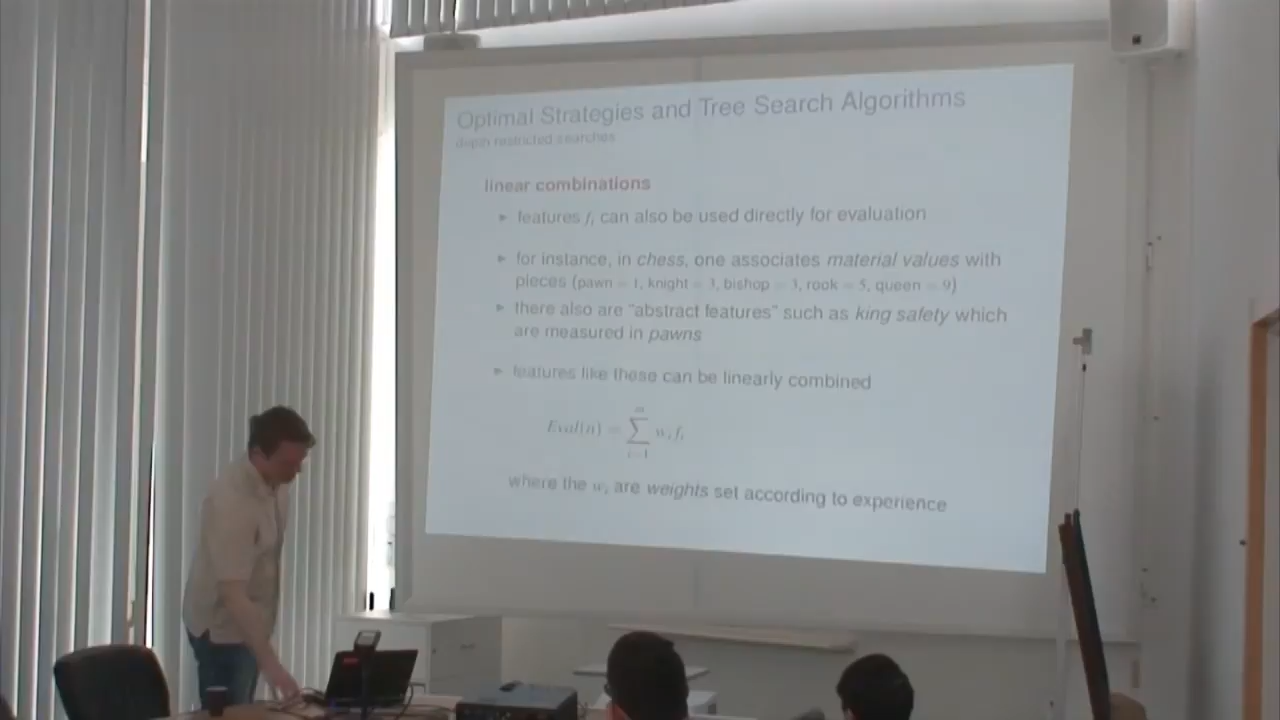 Optimal Strategies and Tree Search Algorithms
depth restricted searches
linear combinations
► features fᵢ can also be used directly for evaluation
► for instance, in chess, one associates material values with
pieces (pawn = 1, knight = 3, bishop = 3, rook = 5, queen = 9)
► there also are "abstract features" such as king safety which
are measured in pawns
► features like these can be linearly combined
Eval(n) = ∑ᵢ₌₁ᵐ wᵢ fᵢ
where the wᵢ are weights set according to experience